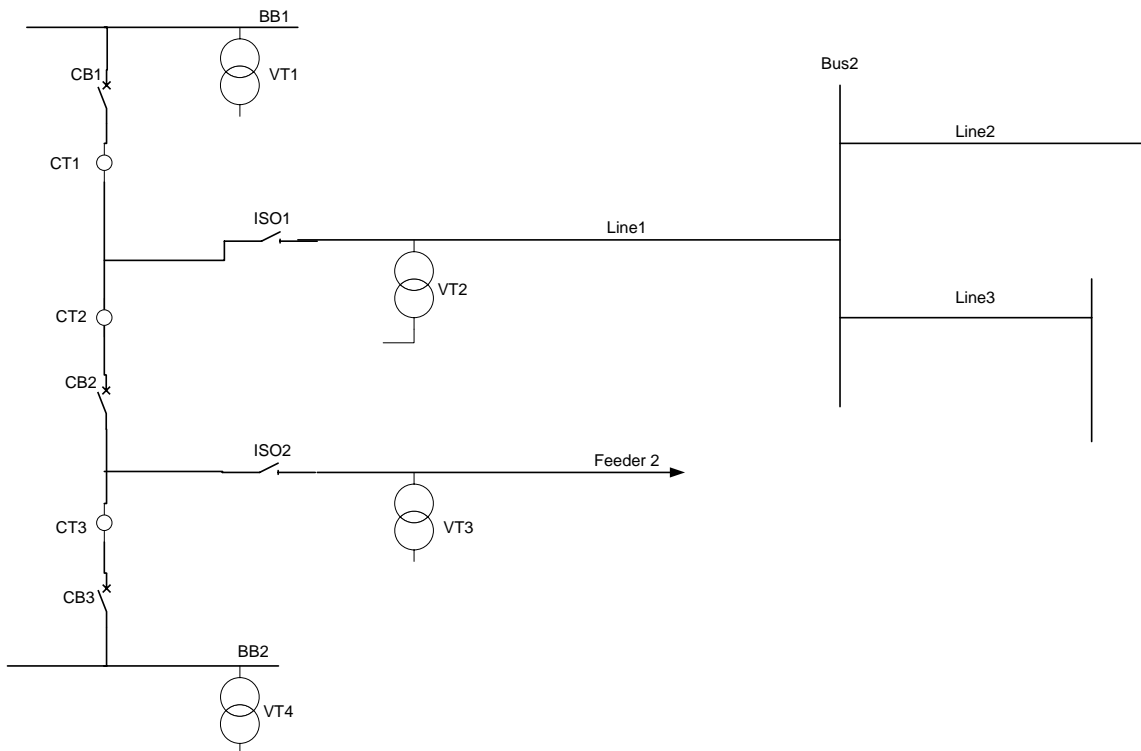 BB1
CB1
VT1
Bus2
Line2
CT1
ISO1
Line1
VT2
Line3
CT2
CB2
ISO2
Feeder 2
CT3
VT3
CB3
BB2
VT4